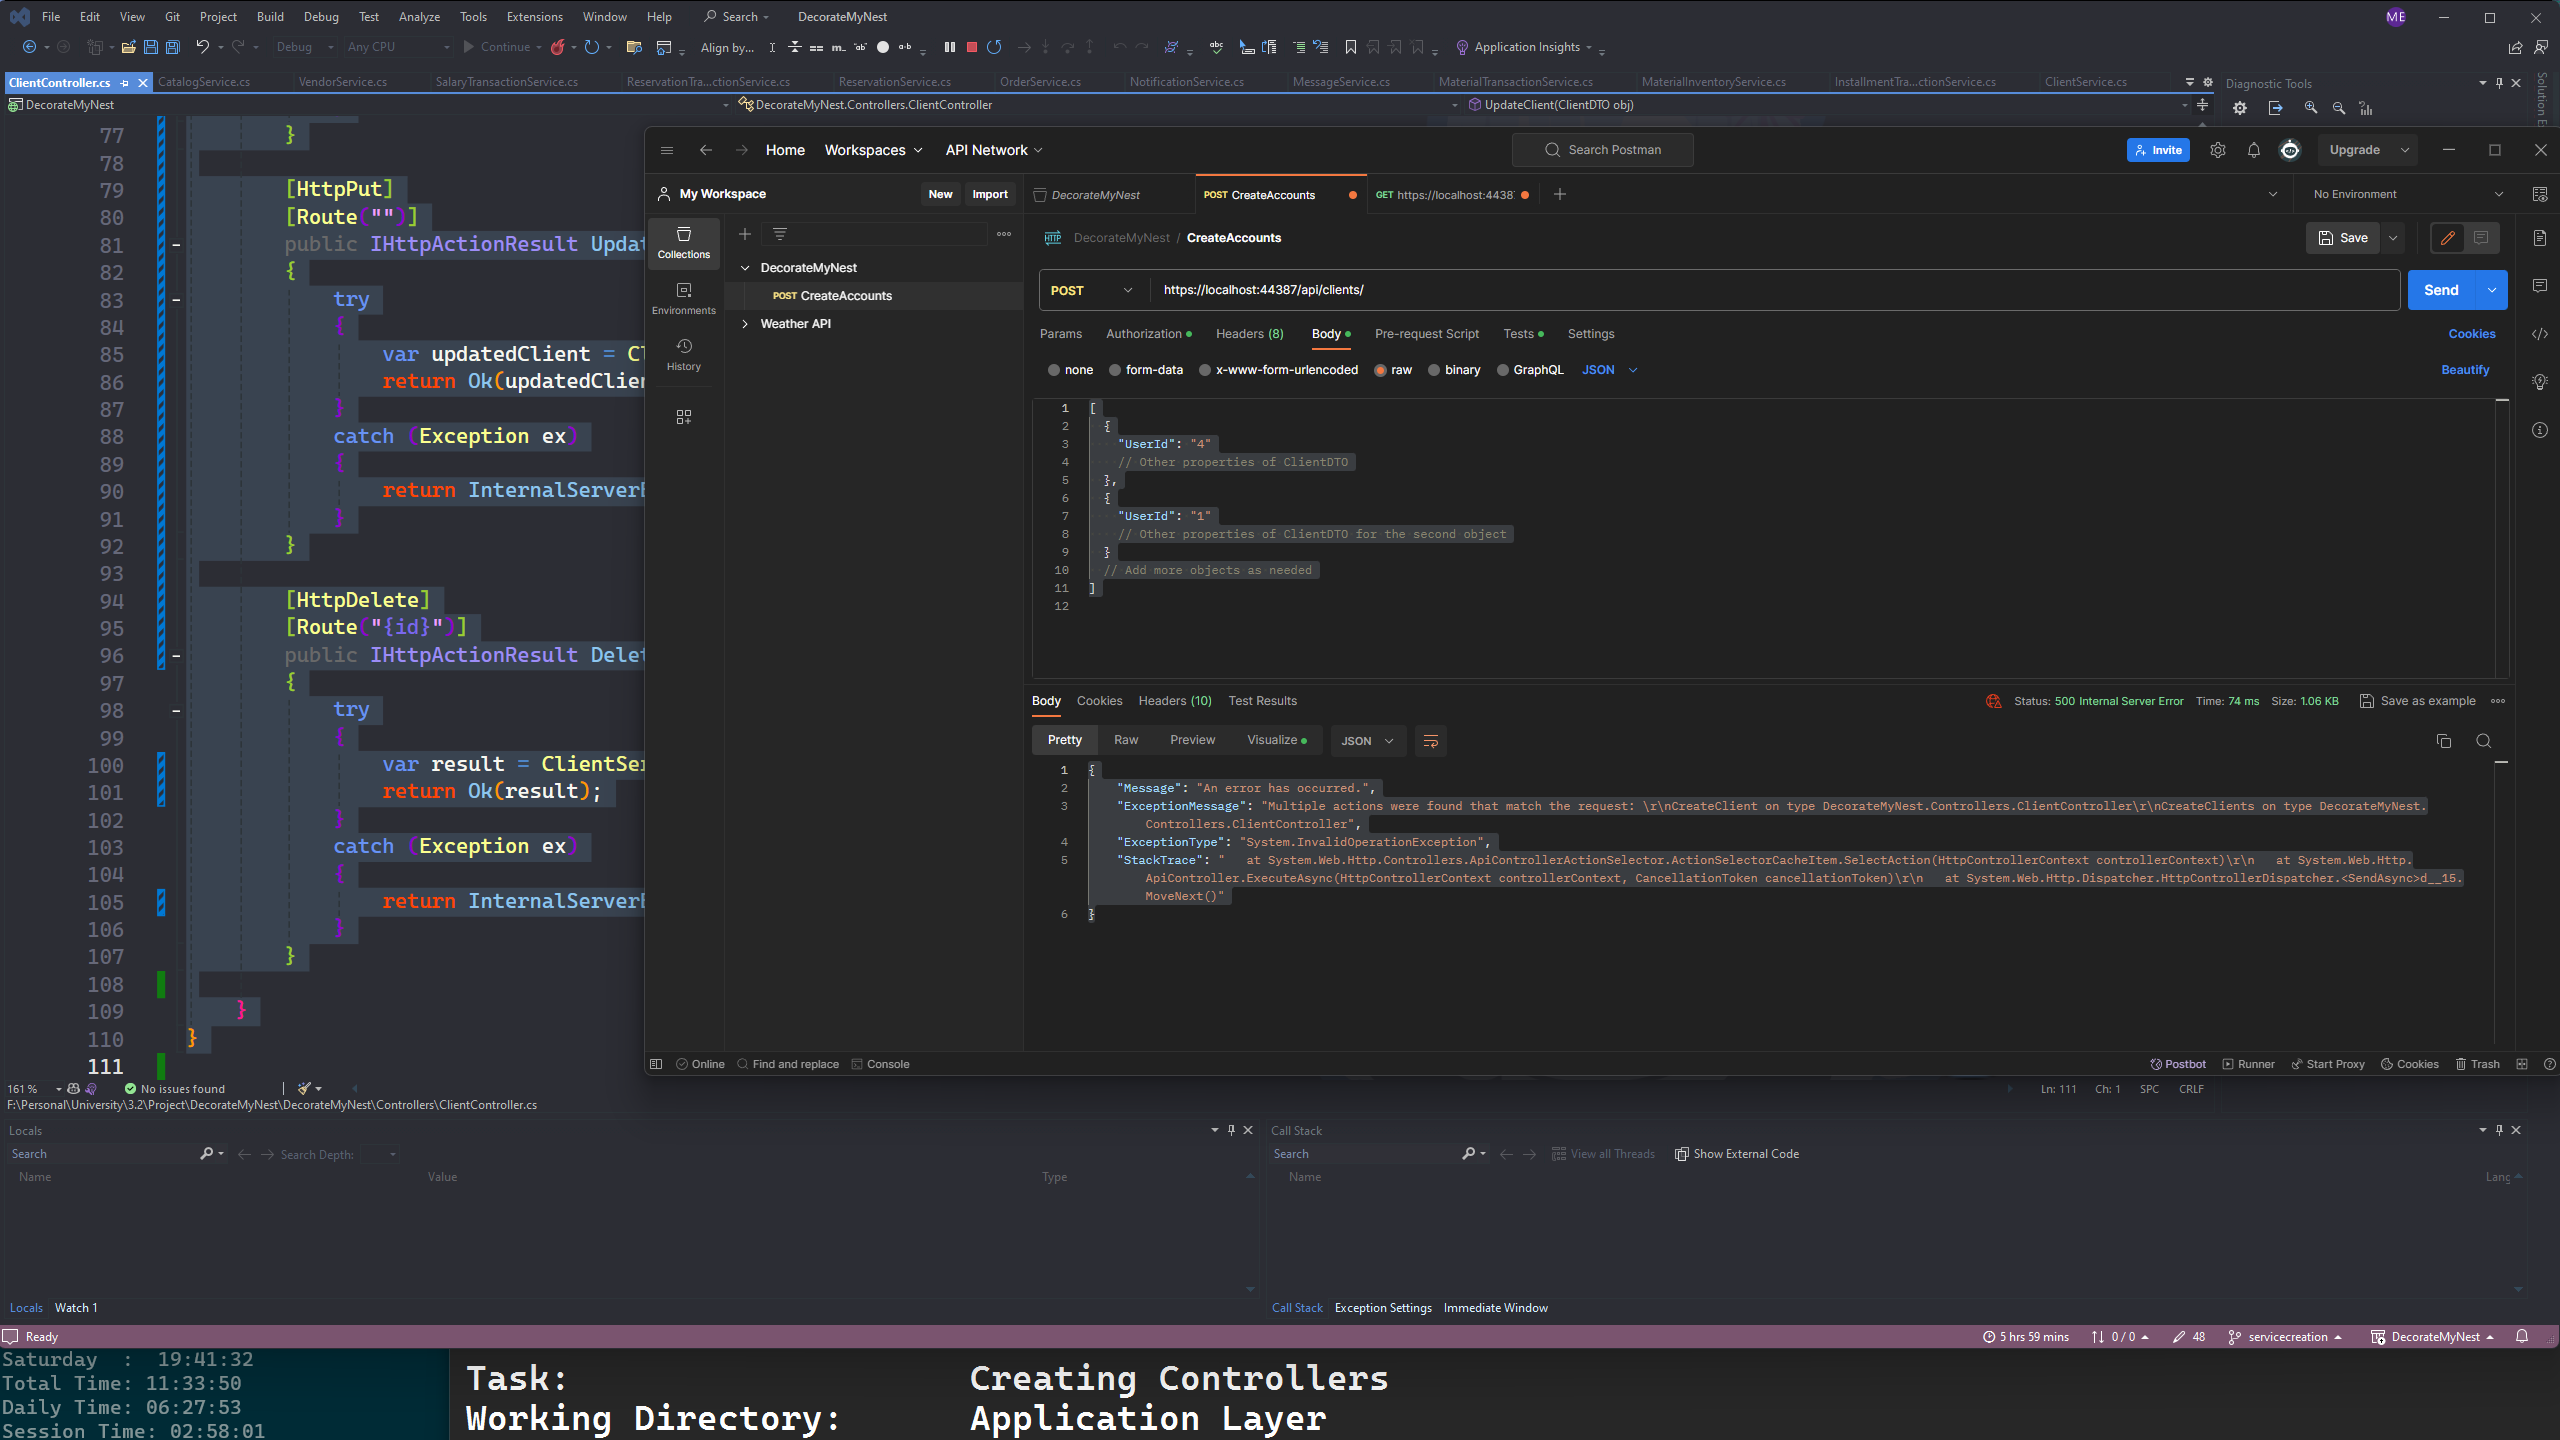 File Edit View Git Project Build Debug Test Analyze Tools Extensions Window Help Search DecorateMyNest ME
Debug Any CPU Continue Align by... Application Insights
ClientController.cs CatalogService.cs VendorService.cs SalaryTransactionService.cs ReservationTra...ctionService.cs ReservationService.cs OrderService.cs NotificationService.cs MessageService.cs MaterialTransactionService.cs MaterialInventoryService.cs InstallmentTra...ctionService.cs ClientService.cs Diagnostic Tools
DecorateMyNest DecorateMyNest.Controllers.ClientController UpdateClient(ClientDTO obj)
77 }
78
79 [HttpPut]
80 [Route("")]
81 public IHttpActionResult Updat
82 {
83 try
84 {
85 var updatedClient = Cl
86 return Ok(updatedClien
87 }
88 catch (Exception ex)
89 {
90 return InternalServerE
91 }
92 }
93
94 [HttpDelete]
95 [Route("{id}")]
96 public IHttpActionResult Delet
97 {
98 try
99 {
100 var result = ClientSer
101 return Ok(result);
102 }
103 catch (Exception ex)
104 {
105 return InternalServerE
106 }
107 }
108
109 }
110 }
111
Home Workspaces API Network Search Postman Invite Upgrade
My Workspace New Import DecorateMyNest POST CreateAccounts GET https://localhost:4438 No Environment
Collections
Environments
History
DecorateMyNest
POST CreateAccounts
Weather API
HTTP DecorateMyNest / CreateAccounts Save
POST https://localhost:44387/api/clients/ Send
Params Authorization Headers (8) Body Pre-request Script Tests Settings Cookies
none form-data x-www-form-urlencoded raw binary GraphQL JSON Beautify
1 [
2 {
3 "UserId": "4"
4 // Other properties of ClientDTO
5 },
6 {
7 "UserId": "1"
8 // Other properties of ClientDTO for the second object
9 }
10 // Add more objects as needed
11 ]
12
Body Cookies Headers (10) Test Results Status: 500 Internal Server Error Time: 74 ms Size: 1.06 KB Save as example
Pretty Raw Preview Visualize JSON
1 {
2 "Message": "An error has occurred.",
3 "ExceptionMessage": "Multiple actions were found that match the request: \r\nCreateClient on type DecorateMyNest.Controllers.ClientController\r\nCreateClients on type DecorateMyNest.
Controllers.ClientController",
4 "ExceptionType": "System.InvalidOperationException",
5 "StackTrace": "   at System.Web.Http.Controllers.ApiControllerActionSelector.ActionSelectorCacheItem.SelectAction(HttpControllerContext controllerContext)\r\n   at System.Web.Http.
ApiController.ExecuteAsync(HttpControllerContext controllerContext, CancellationToken cancellationToken)\r\n   at System.Web.Http.Dispatcher.HttpControllerDispatcher.<SendAsync>d__15.
MoveNext()"
6 }
Online Find and replace Console Postbot Runner Start Proxy Cookies Trash
161 % No issues found Ln: 111 Ch: 1 SPC CRLF
F:\Personal\University\3.2\Project\DecorateMyNest\DecorateMyNest\Controllers\ClientController.cs
Locals Call Stack
Search Search Depth: Search View all Threads Show External Code
Name Value Type Name Lang
Locals Watch 1 Call Stack Exception Settings Immediate Window
Ready 5 hrs 59 mins 0 / 0 48 servicecreation DecorateMyNest
Saturday : 19:41:32
Total Time: 11:33:50
Daily Time: 06:27:53
Session Time: 02:58:01
Task: Creating Controllers
Working Directory: Application Layer